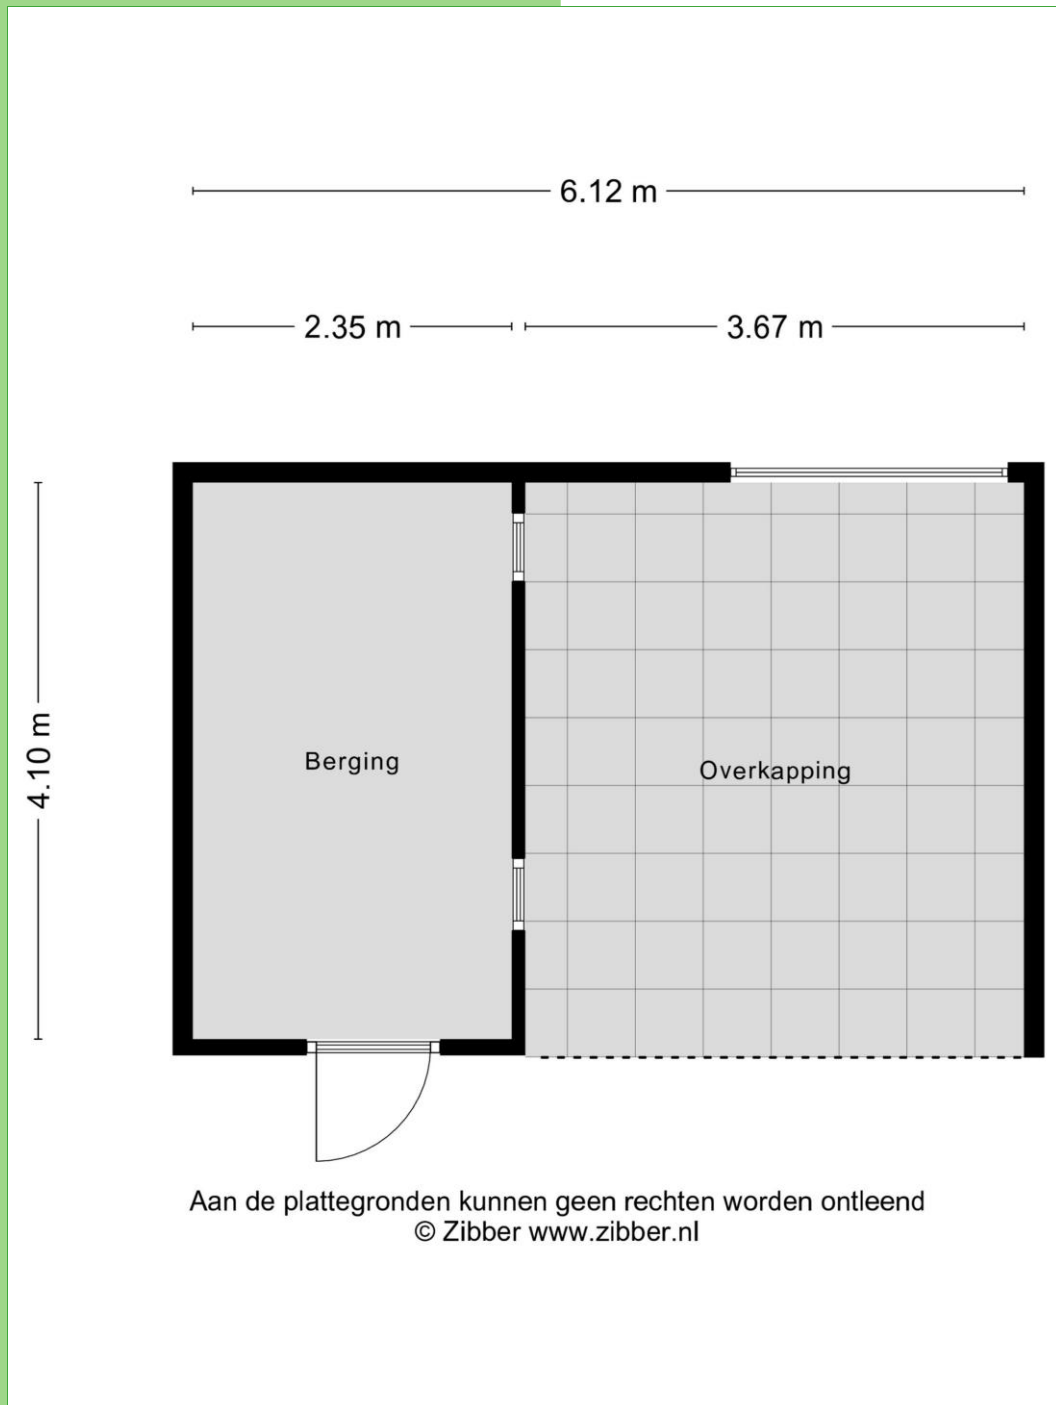 6.12 m
2.35 m
3.67 m
4.10 m
Berging
Overkapping
Aan de plattegronden kunnen geen rechten worden ontleend
© Zibber www.zibber.nl